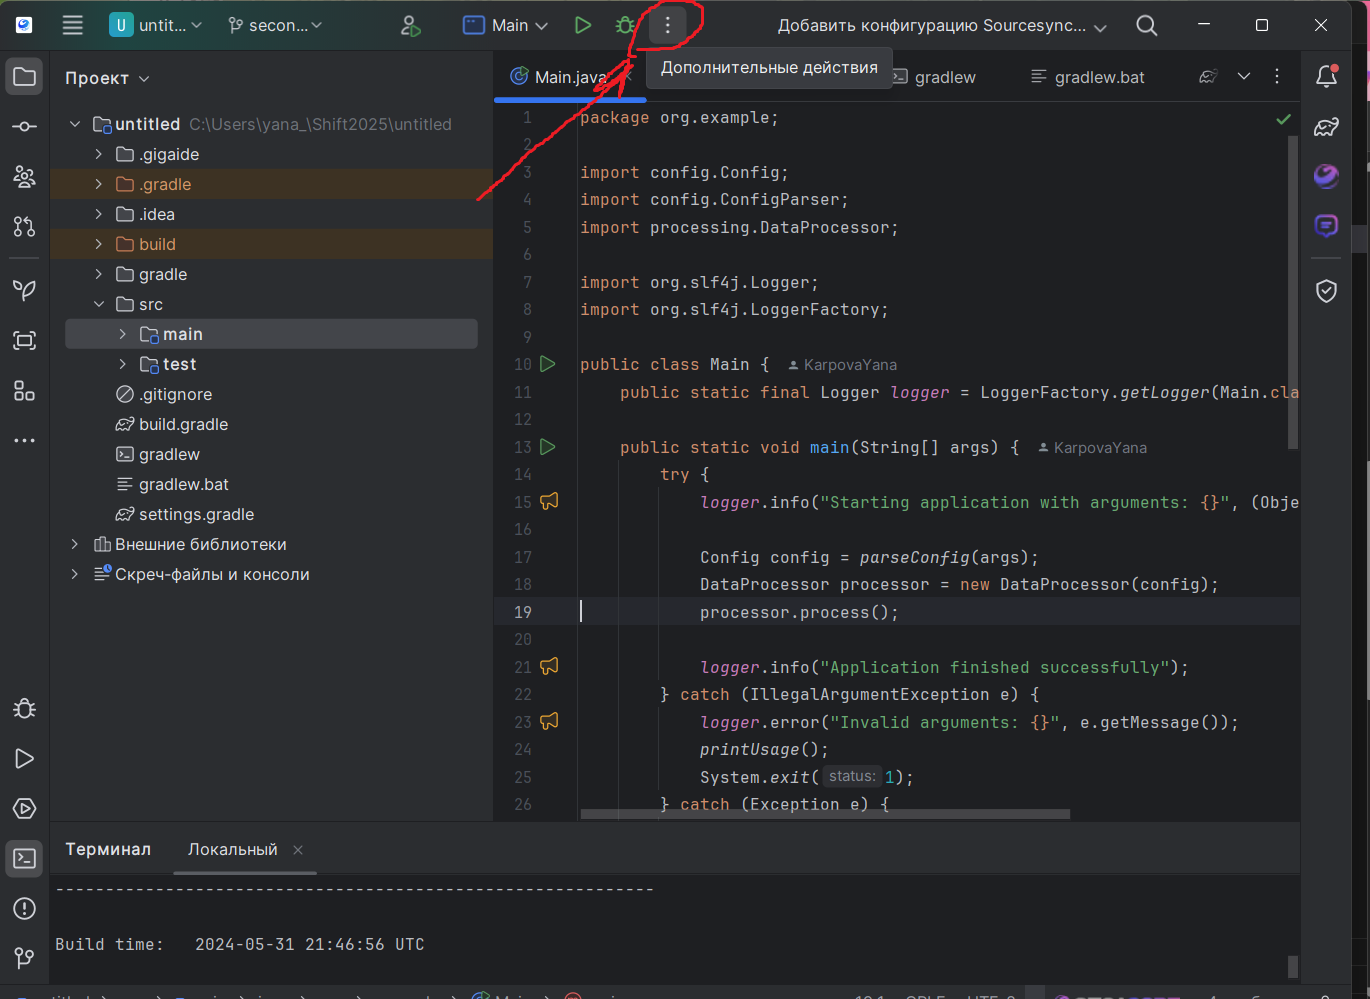 U untit... secon... Main Добавить конфигурацию Sourcesync...
Проект
Main.java
Дополнительные действия
gradlew
gradlew.bat
untitled C:\Users\yana_\Shift2025\untitled
.gigaide
.gradle
.idea
build
gradle
src
main
test
.gitignore
build.gradle
gradlew
gradlew.bat
settings.gradle
Внешние библиотеки
Скреч-файлы и консоли
1 package org.example;
2
3 import config.Config;
4 import config.ConfigParser;
5 import processing.DataProcessor;
6
7 import org.slf4j.Logger;
8 import org.slf4j.LoggerFactory;
9
10 public class Main { KarpovaYana
11 public static final Logger logger = LoggerFactory.getLogger(Main.cla
12
13 public static void main(String[] args) { KarpovaYana
14 try {
15 logger.info("Starting application with arguments: {}", (Obje
16
17 Config config = parseConfig(args);
18 DataProcessor processor = new DataProcessor(config);
19 processor.process();
20
21 logger.info("Application finished successfully");
22 } catch (IllegalArgumentException e) {
23 logger.error("Invalid arguments: {}", e.getMessage());
24 printUsage();
25 System.exit( status: 1);
26 } catch (Exception e) {
Терминал Локальный
------------------------------------------------------------
Build time: 2024-05-31 21:46:56 UTC